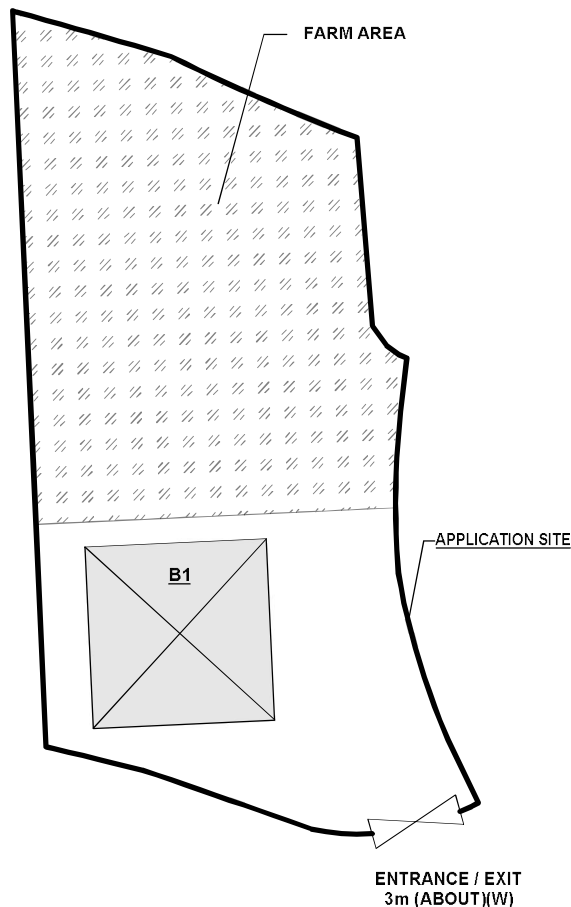 FARM AREA
APPLICATION SITE
B1
ENTRANCE / EXIT
3m (ABOUT)(W)